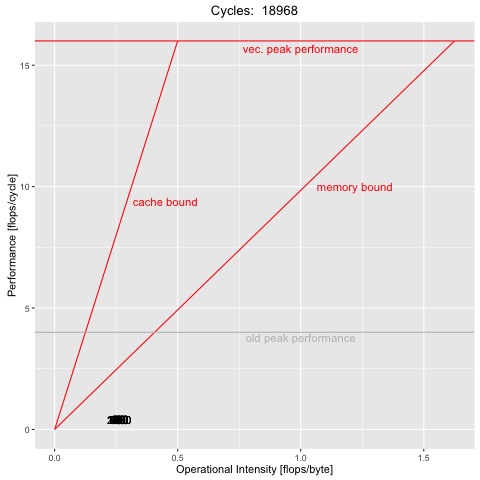 Cycles: 18968
vec. peak performance
15
cache bound
memory bound
10
Performance [flops/cycle]
5
old peak performance
0
0.0 0.5 1.0 1.5
Operational Intensity [flops/byte]